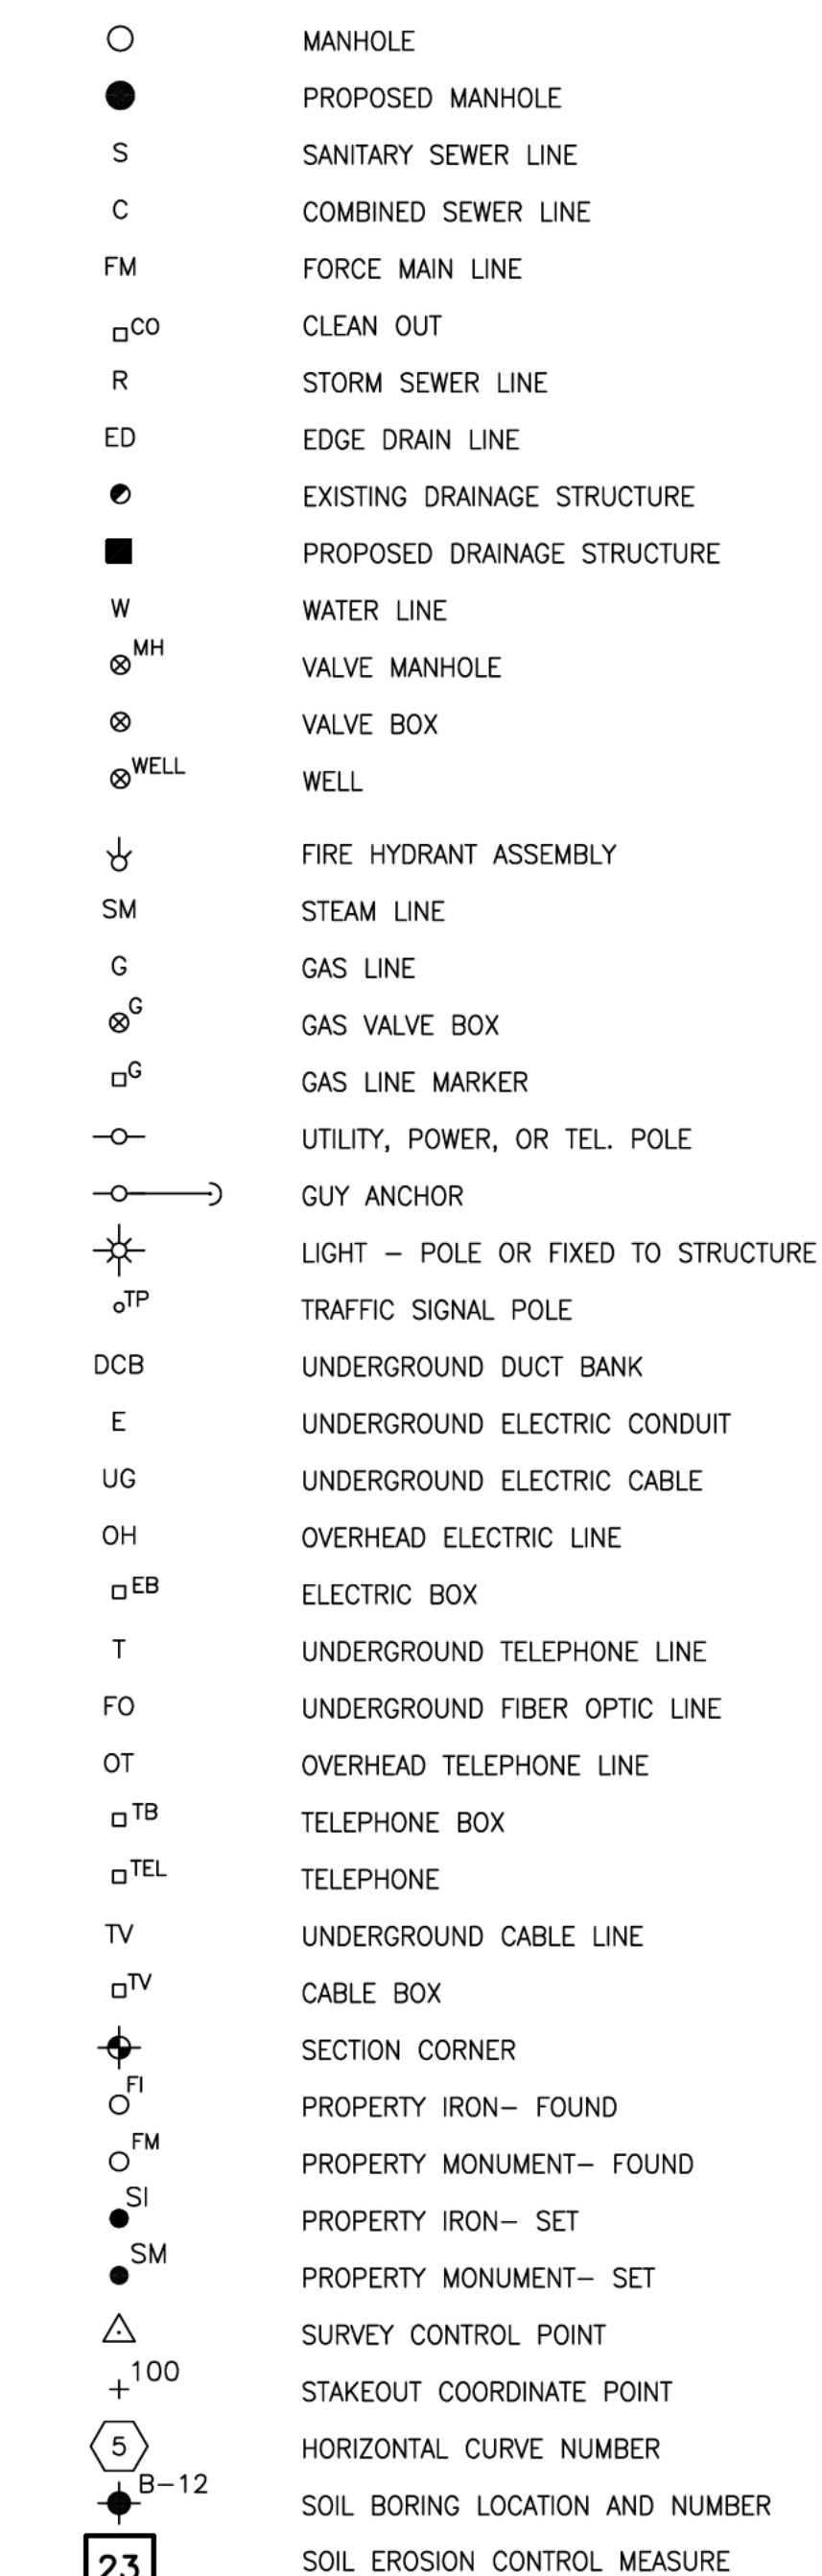 MANHOLE
PROPOSED MANHOLE
S SANITARY SEWER LINE
C COMBINED SEWER LINE
FM FORCE MAIN LINE
CO CLEAN OUT
R STORM SEWER LINE
ED EDGE DRAIN LINE
EXISTING DRAINAGE STRUCTURE
PROPOSED DRAINAGE STRUCTURE
W WATER LINE
MH VALVE MANHOLE
VALVE BOX
WELL WELL
FIRE HYDRANT ASSEMBLY
SM STEAM LINE
G GAS LINE
G GAS VALVE BOX
G GAS LINE MARKER
UTILITY, POWER, OR TEL. POLE
GUY ANCHOR
LIGHT – POLE OR FIXED TO STRUCTURE
TP TRAFFIC SIGNAL POLE
DCB UNDERGROUND DUCT BANK
E UNDERGROUND ELECTRIC CONDUIT
UG UNDERGROUND ELECTRIC CABLE
OH OVERHEAD ELECTRIC LINE
EB ELECTRIC BOX
T UNDERGROUND TELEPHONE LINE
FO UNDERGROUND FIBER OPTIC LINE
OT OVERHEAD TELEPHONE LINE
TB TELEPHONE BOX
TEL TELEPHONE
TV UNDERGROUND CABLE LINE
TV CABLE BOX
SECTION CORNER
FI PROPERTY IRON– FOUND
FM PROPERTY MONUMENT– FOUND
SI PROPERTY IRON– SET
SM PROPERTY MONUMENT– SET
SURVEY CONTROL POINT
100 STAKEOUT COORDINATE POINT
5 HORIZONTAL CURVE NUMBER
B–12 SOIL BORING LOCATION AND NUMBER
23 SOIL EROSION CONTROL MEASURE